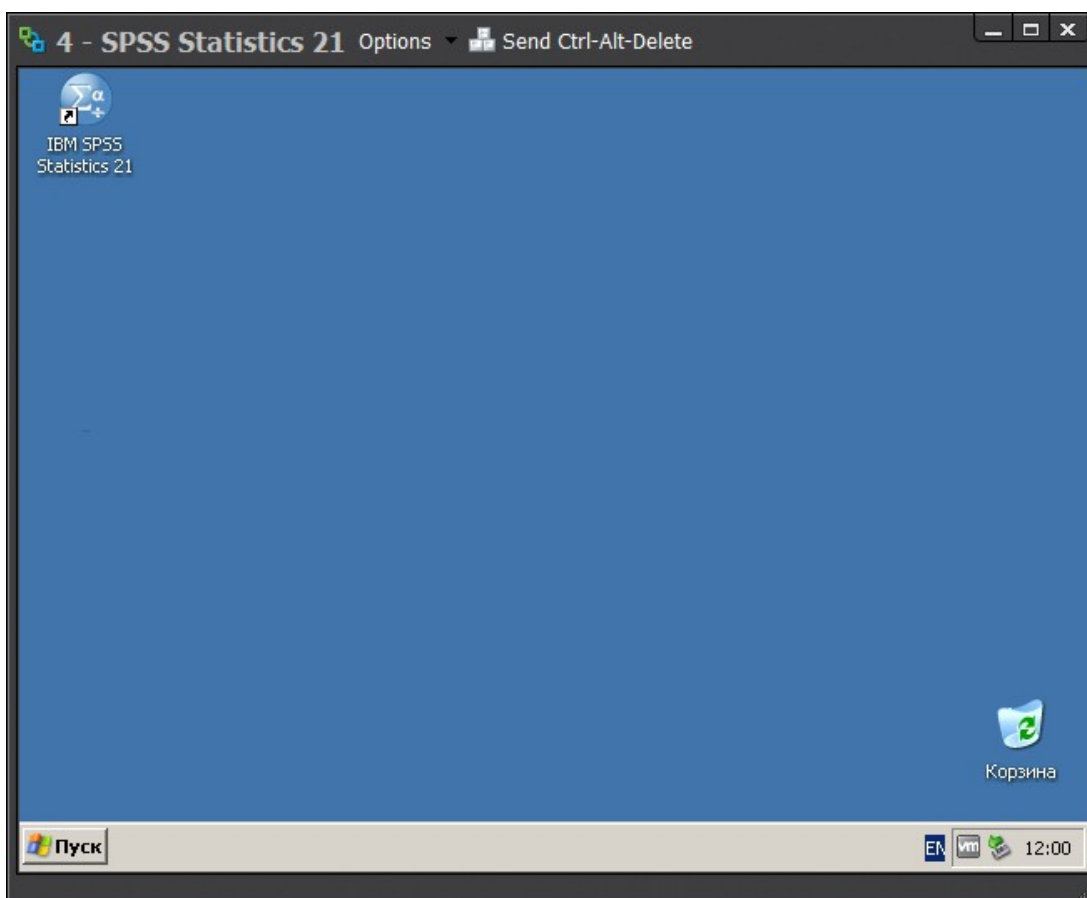 4 - SPSS Statistics 21 Options Send Ctrl-Alt-Delete
IBM SPSS
Statistics 21
Корзина
Пуск EN vm 12:00